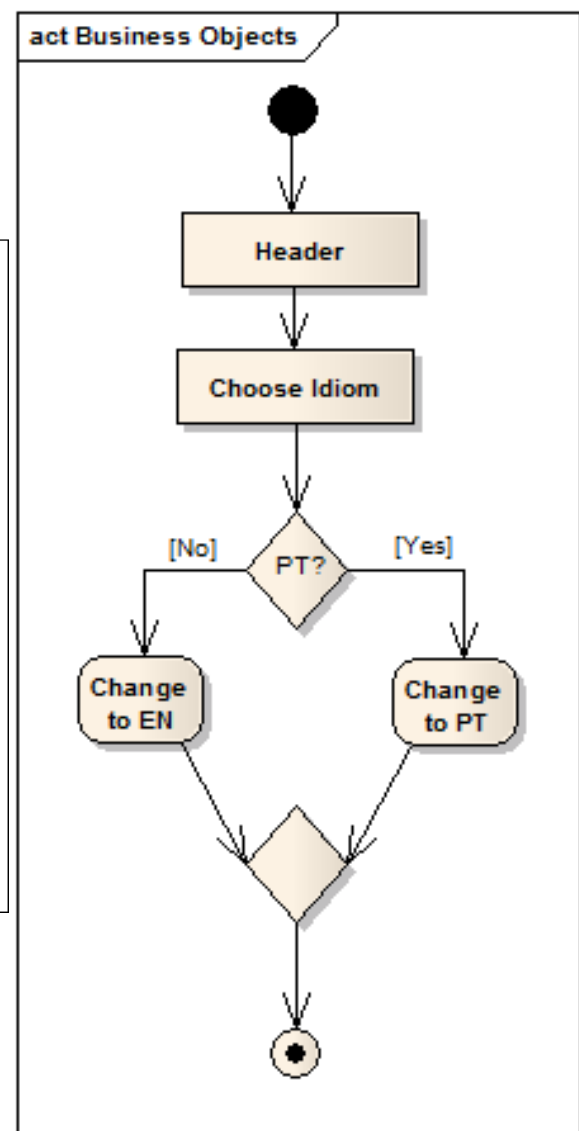 act Business Objects
Header
Choose Idiom
[No]
PT?
[Yes]
Change
to EN
Change
to PT